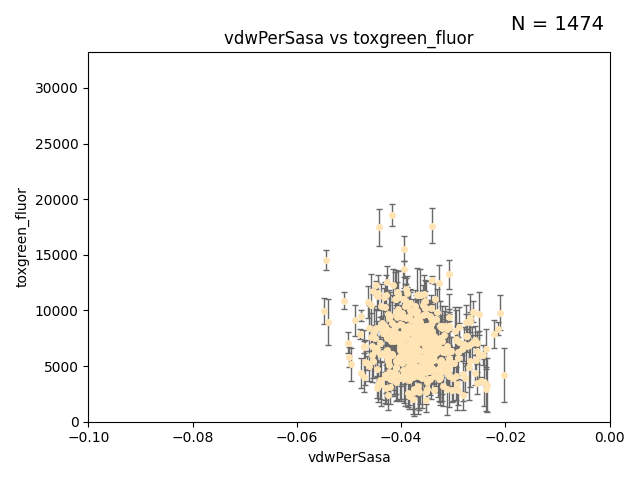 N = 1474
vdwPerSasa vs toxgreen_fluor
30000
25000
20000
15000
10000
5000
0
toxgreen_fluor
−0.10 −0.08 −0.06 −0.04 −0.02 0.00
vdwPerSasa